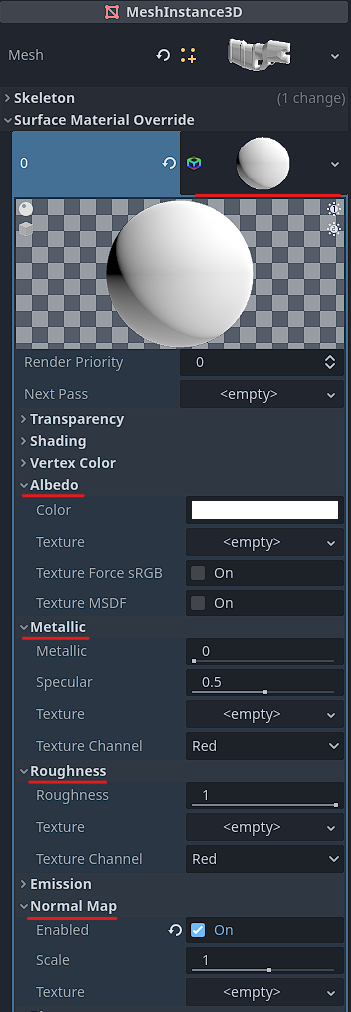 MeshInstance3D
Mesh
Skeleton (1 change)
Surface Material Override
0
Render Priority 0
Next Pass <empty>
Transparency
Shading
Vertex Color
Albedo
Color
Texture <empty>
Texture Force sRGB On
Texture MSDF On
Metallic
Metallic 0
Specular 0.5
Texture <empty>
Texture Channel Red
Roughness
Roughness 1
Texture <empty>
Texture Channel Red
Emission
Normal Map
Enabled On
Scale 1
Texture <empty>